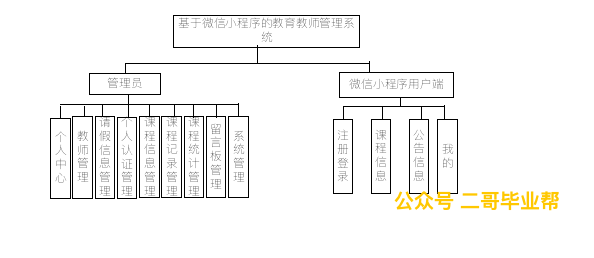 基于微信小程序的教育教师管理系
统
管理员
微信小程序用户端
个人中心
教师管理
请假信息管理
个人认证管理
课程信息管理
课程记录管理
课程统计管理
留言板管理
系统管理
注册登录
课程信息
公告信息
我的
公众号 二哥毕业帮